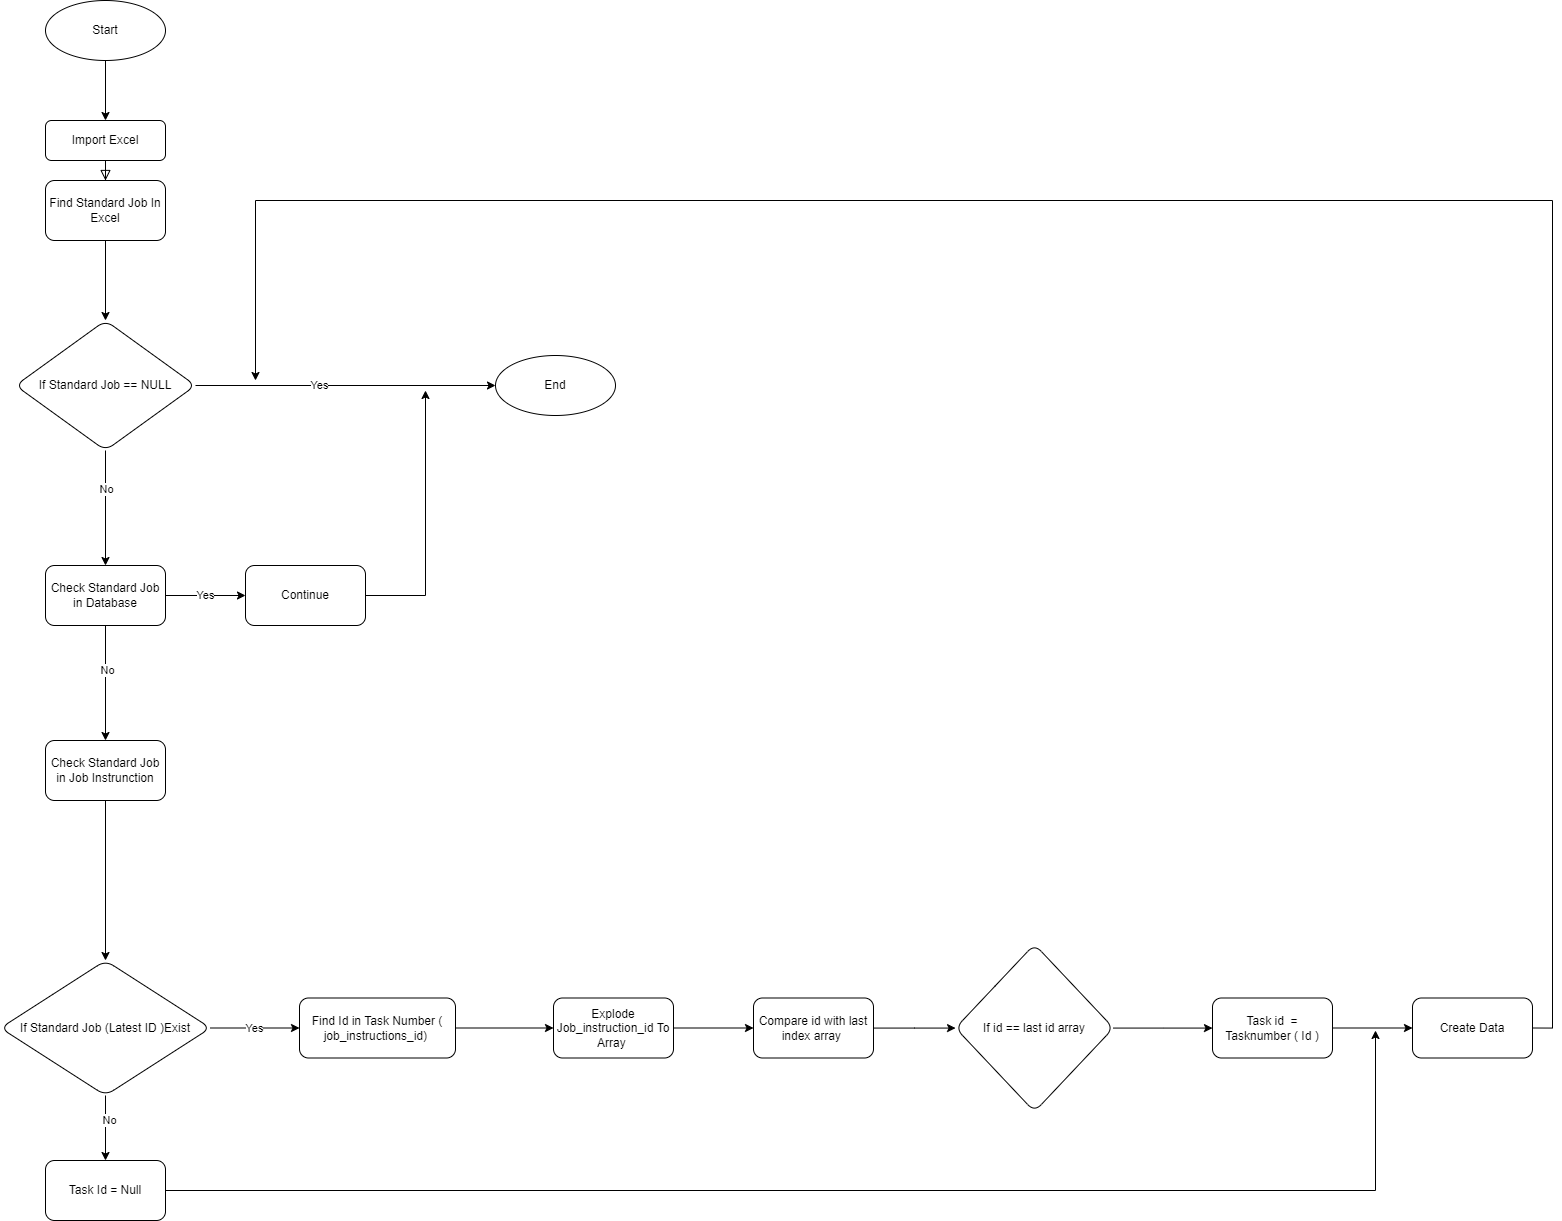 Start
Import Excel
Find Standard Job In
Excel
If Standard Job == NULL
Yes
End
No
Check Standard Job
in Database
Yes
Continue
No
Check Standard Job
in Job Instrunction
If Standard Job (Latest ID )Exist
Yes
Find Id in Task Number (
job_instructions_id)
Explode
Job_instruction_id To
Array
Compare id with last
index array
If id == last id array
Task id  =
Tasknumber ( Id )
Create Data
No
Task Id = Null